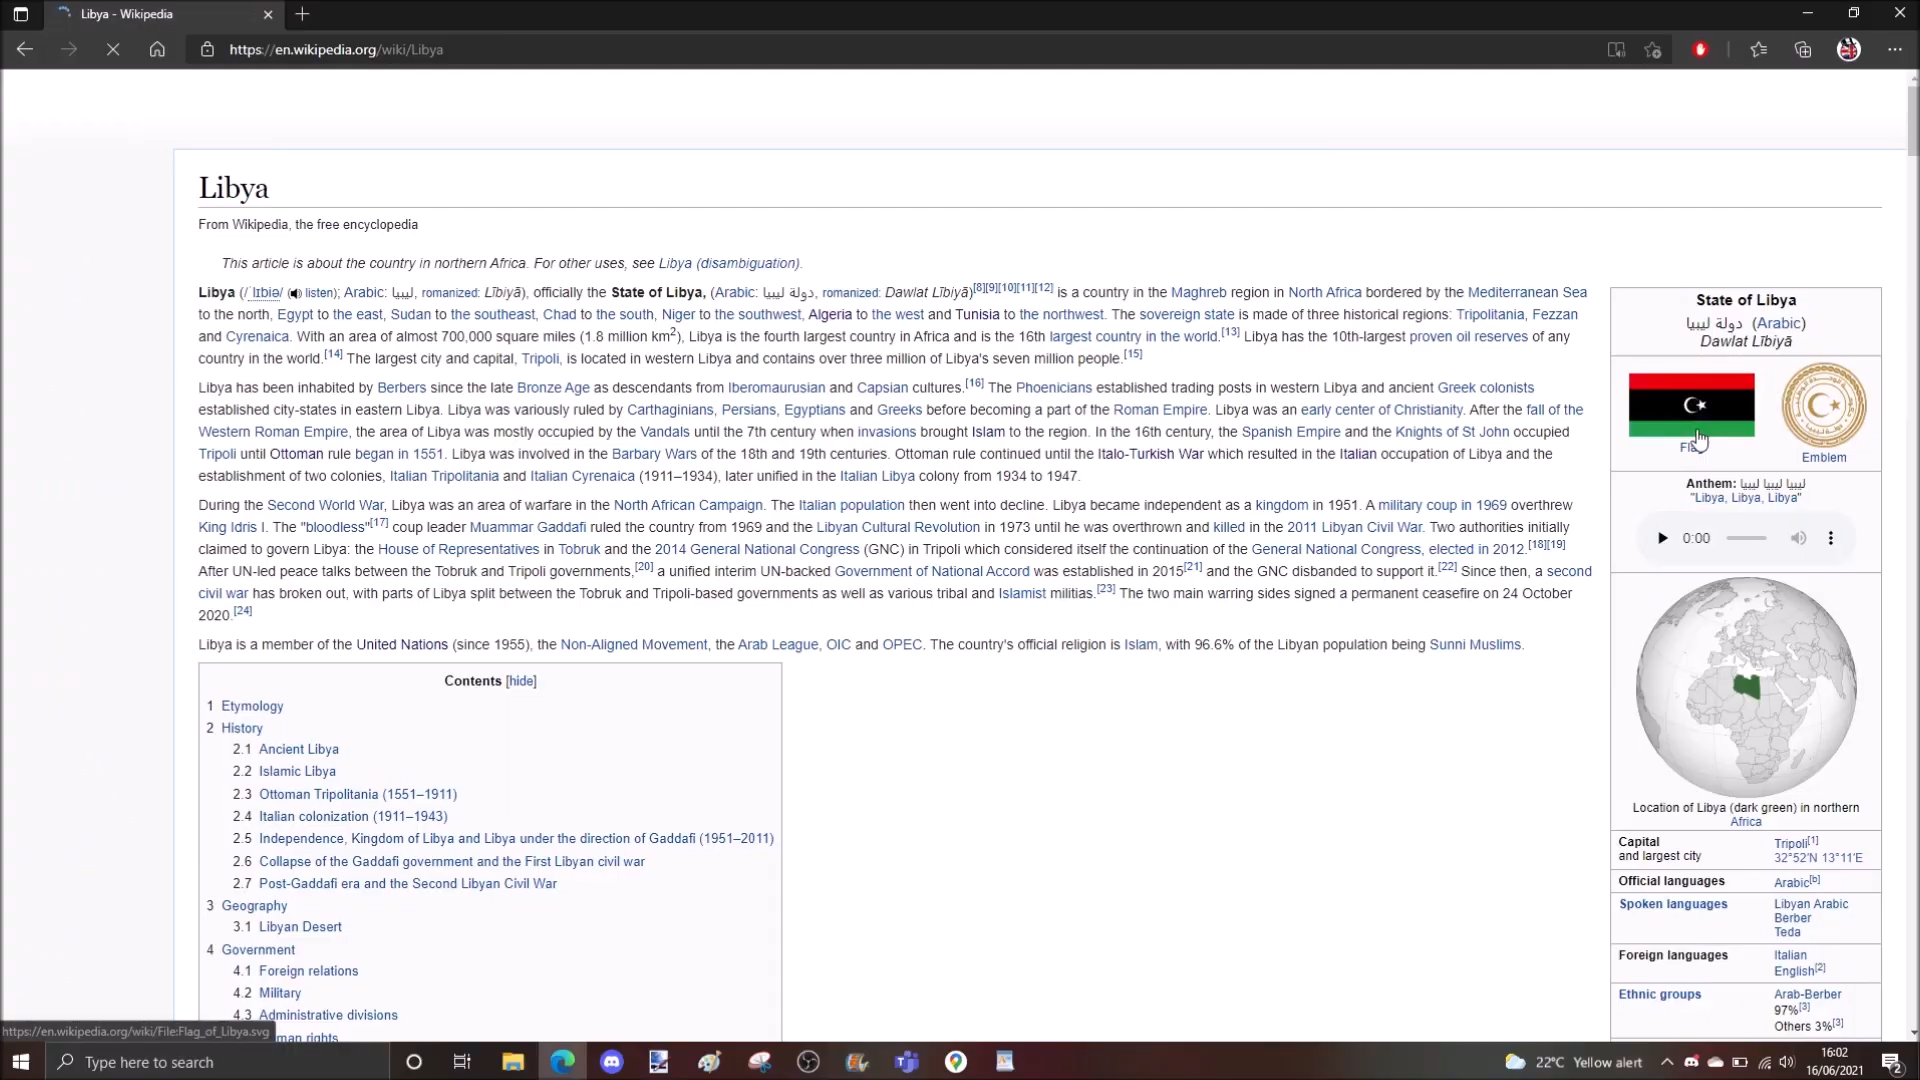 Libya - Wikipedia
https://en.wikipedia.org/wiki/Libya
Libya
From Wikipedia, the free encyclopedia
This article is about the country in northern Africa. For other uses, see Libya (disambiguation).
Libya (/ˈlɪbiə/ ( listen); Arabic: ليبيا, romanized: Lībiyā), officially the State of Libya, (Arabic: دولة ليبيا, romanized: Dawlat Lībiyā)[8][9][10][11][12] is a country in the Maghreb region in North Africa bordered by the Mediterranean Sea
to the north, Egypt to the east, Sudan to the southeast, Chad to the south, Niger to the southwest, Algeria to the west and Tunisia to the northwest. The sovereign state is made of three historical regions: Tripolitania, Fezzan
and Cyrenaica. With an area of almost 700,000 square miles (1.8 million km2), Libya is the fourth largest country in Africa and is the 16th largest country in the world.[13] Libya has the 10th-largest proven oil reserves of any
country in the world.[14] The largest city and capital, Tripoli, is located in western Libya and contains over three million of Libya's seven million people.[15]
Libya has been inhabited by Berbers since the late Bronze Age as descendants from Iberomaurusian and Capsian cultures.[16] The Phoenicians established trading posts in western Libya and ancient Greek colonists
established city-states in eastern Libya. Libya was variously ruled by Carthaginians, Persians, Egyptians and Greeks before becoming a part of the Roman Empire. Libya was an early center of Christianity. After the fall of the
Western Roman Empire, the area of Libya was mostly occupied by the Vandals until the 7th century when invasions brought Islam to the region. In the 16th century, the Spanish Empire and the Knights of St John occupied
Tripoli until Ottoman rule began in 1551. Libya was involved in the Barbary Wars of the 18th and 19th centuries. Ottoman rule continued until the Italo-Turkish War which resulted in the Italian occupation of Libya and the
establishment of two colonies, Italian Tripolitania and Italian Cyrenaica (1911–1934), later unified in the Italian Libya colony from 1934 to 1947.
During the Second World War, Libya was an area of warfare in the North African Campaign. The Italian population then went into decline. Libya became independent as a kingdom in 1951. A military coup in 1969 overthrew
King Idris I. The "bloodless"[17] coup leader Muammar Gaddafi ruled the country from 1969 and the Libyan Cultural Revolution in 1973 until he was overthrown and killed in the 2011 Libyan Civil War. Two authorities initially
claimed to govern Libya: the House of Representatives in Tobruk and the 2014 General National Congress (GNC) in Tripoli which considered itself the continuation of the General National Congress, elected in 2012.[18][19]
After UN-led peace talks between the Tobruk and Tripoli governments,[20] a unified interim UN-backed Government of National Accord was established in 2015[21] and the GNC disbanded to support it.[22] Since then, a second
civil war has broken out, with parts of Libya split between the Tobruk and Tripoli-based governments as well as various tribal and Islamist militias.[23] The two main warring sides signed a permanent ceasefire on 24 October
2020.[24]
Libya is a member of the United Nations (since 1955), the Non-Aligned Movement, the Arab League, OIC and OPEC. The country's official religion is Islam, with 96.6% of the Libyan population being Sunni Muslims.
Contents [hide]
1 Etymology
2 History
2.1 Ancient Libya
2.2 Islamic Libya
2.3 Ottoman Tripolitania (1551–1911)
2.4 Italian colonization (1911–1943)
2.5 Independence, Kingdom of Libya and Libya under the direction of Gaddafi (1951–2011)
2.6 Collapse of the Gaddafi government and the First Libyan civil war
2.7 Post-Gaddafi era and the Second Libyan Civil War
3 Geography
3.1 Libyan Desert
4 Government
4.1 Foreign relations
4.2 Military
4.3 Administrative divisions
State of Libya
دولة ليبيا (Arabic)
Dawlat Lībiyā
Emblem
Anthem: ليبيا ليبيا ليبيا
"Libya, Libya, Libya"
0:00
Location of Libya (dark green) in northern
Africa
Capital
and largest city
Tripoli[1]
32°52′N 13°11′E
Official languages
Arabic[b]
Spoken languages
Libyan Arabic
Berber
Teda
Foreign languages
Italian
English[2]
Ethnic groups
Arab-Berber
97%[3]
Others 3%[3]
https://en.wikipedia.org/wiki/File:Flag_of_Libya.svg
Type here to search
22°C Yellow alert
16:02
16/06/2021
2